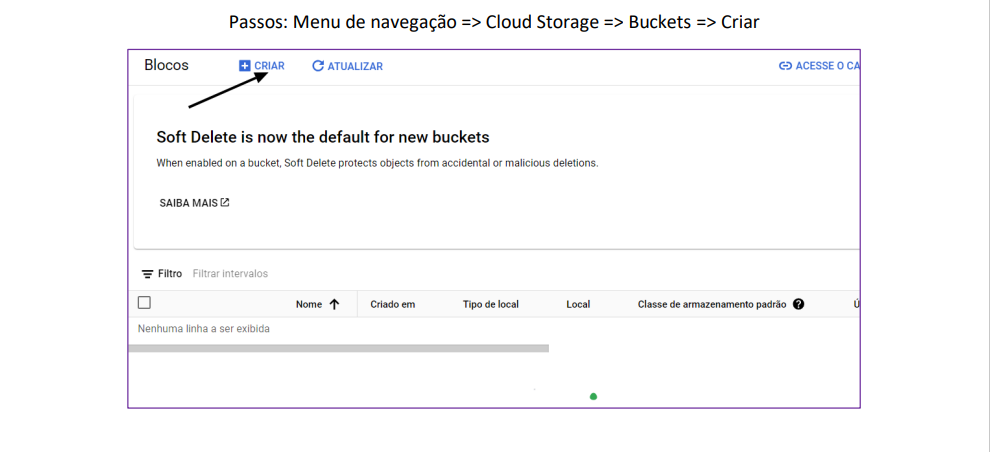 Passos: Menu de navegação => Cloud Storage => Buckets => Criar
Blocos CRIAR ATUALIZAR ACESSE O CA
Soft Delete is now the default for new buckets
When enabled on a bucket, Soft Delete protects objects from accidental or malicious deletions.
SAIBA MAIS
Filtro Filtrar intervalos
Nome Criado em Tipo de local Local Classe de armazenamento padrão ? Ú
Nenhuma linha a ser exibida